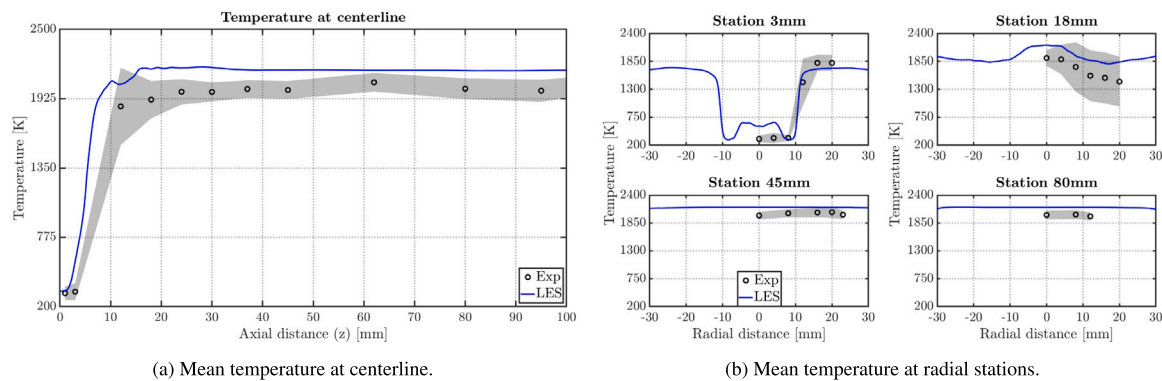 Temperature at centerline
Temperature [K]
2500
1925
1350
775
200
0 10 20 30 40 50 60 70 80 90 100
Axial distance (z) [mm]
Exp
LES
(a) Mean temperature at centerline.
Temperature [K]
Station 3mm
2400
1850
1300
750
200
-30 -20 -10 0 10 20 30
Station 18mm
2400
1850
1300
750
200
-30 -20 -10 0 10 20 30
Station 45mm
2400
1850
1300
750
200
-30 -20 -10 0 10 20 30
Radial distance [mm]
Exp
LES
Temperature [K]
Station 80mm
2400
1850
1300
750
200
-30 -20 -10 0 10 20 30
Radial distance [mm]
(b) Mean temperature at radial stations.